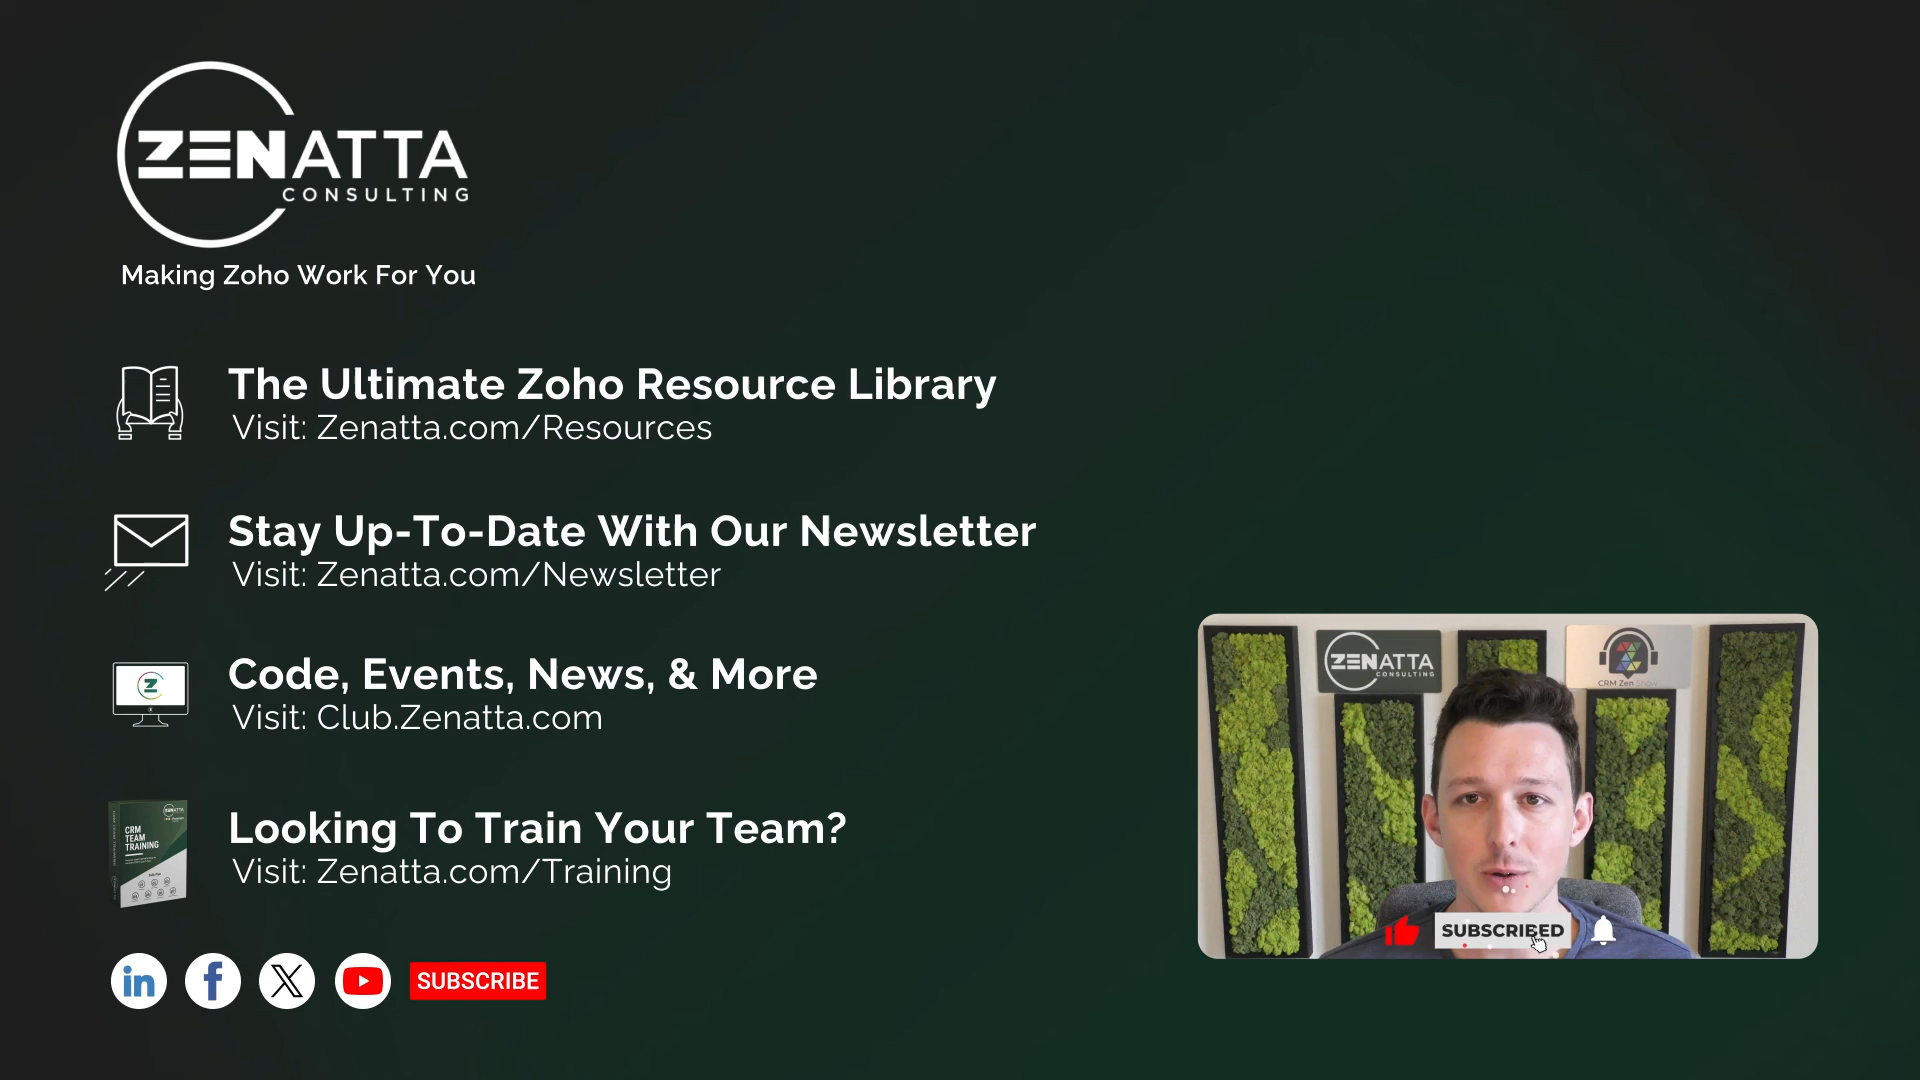 ZENATTA
CONSULTING
Making Zoho Work For You
The Ultimate Zoho Resource Library
Visit: Zenatta.com/Resources
Stay Up-To-Date With Our Newsletter
Visit: Zenatta.com/Newsletter
Code, Events, News, & More
Visit: Club.Zenatta.com
ZENATTA
CRM
TEAM
TRAINING
Looking To Train Your Team?
Visit: Zenatta.com/Training
in
f
X
SUBSCRIBE
ZENATTA
CONSULTING
CRM Zen Show
SUBSCRIBED